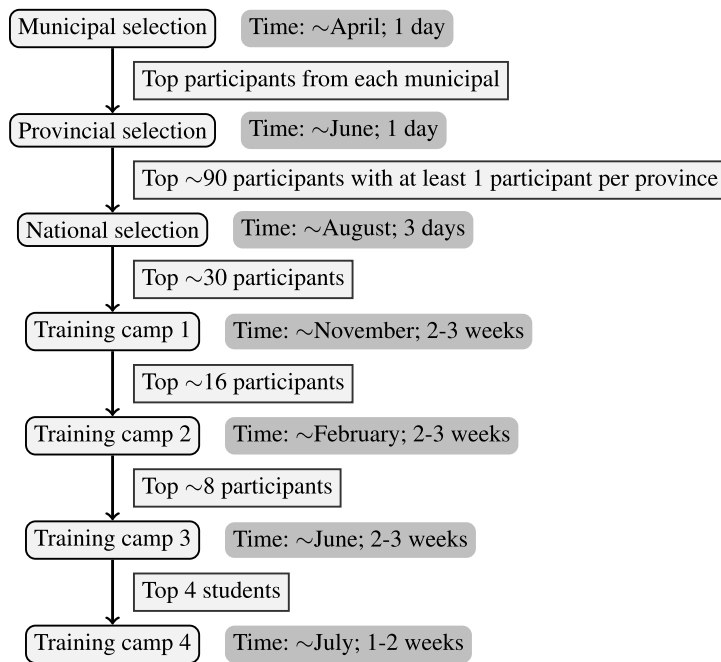 Municipal selection
Time: ∼April; 1 day
Top participants from each municipal
Provincial selection
Time: ∼June; 1 day
Top ∼90 participants with at least 1 participant per province
National selection
Time: ∼August; 3 days
Top ∼30 participants
Training camp 1
Time: ∼November; 2-3 weeks
Top ∼16 participants
Training camp 2
Time: ∼February; 2-3 weeks
Top ∼8 participants
Training camp 3
Time: ∼June; 2-3 weeks
Top 4 students
Training camp 4
Time: ∼July; 1-2 weeks